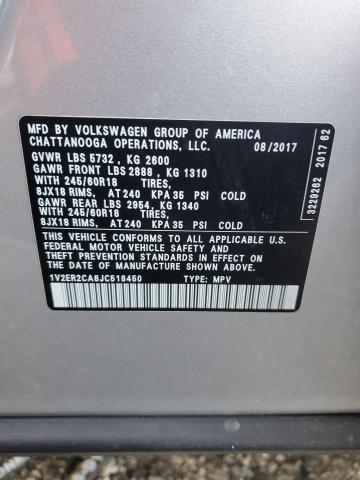 MFD BY VOLKSWAGEN GROUP OF AMERICA
CHATTANOOGA OPERATIONS, LLC. 08/2017
GVWR LBS 5732 , KG 2600
GAWR FRONT LBS 2888 , KG 1310
WITH 245/60R18 TIRES,
8JX18 RIMS, AT 240 KPA 35 PSI COLD
GAWR REAR LBS 2954, KG 1340
WITH 245/60R18 TIRES,
8JX18 RIMS, AT 240 KPA 35 PSI COLD
THIS VEHICLE CONFORMS TO ALL APPLICABLE U.S.
FEDERAL MOTOR VEHICLE SAFETY AND
THEFT PREVENTION STANDARDS IN EFFECT
ON THE DATE OF MANUFACTURE SHOWN ABOVE
1V2ER2CA8JC518450 TYPE: MPV
3229262 2017 62